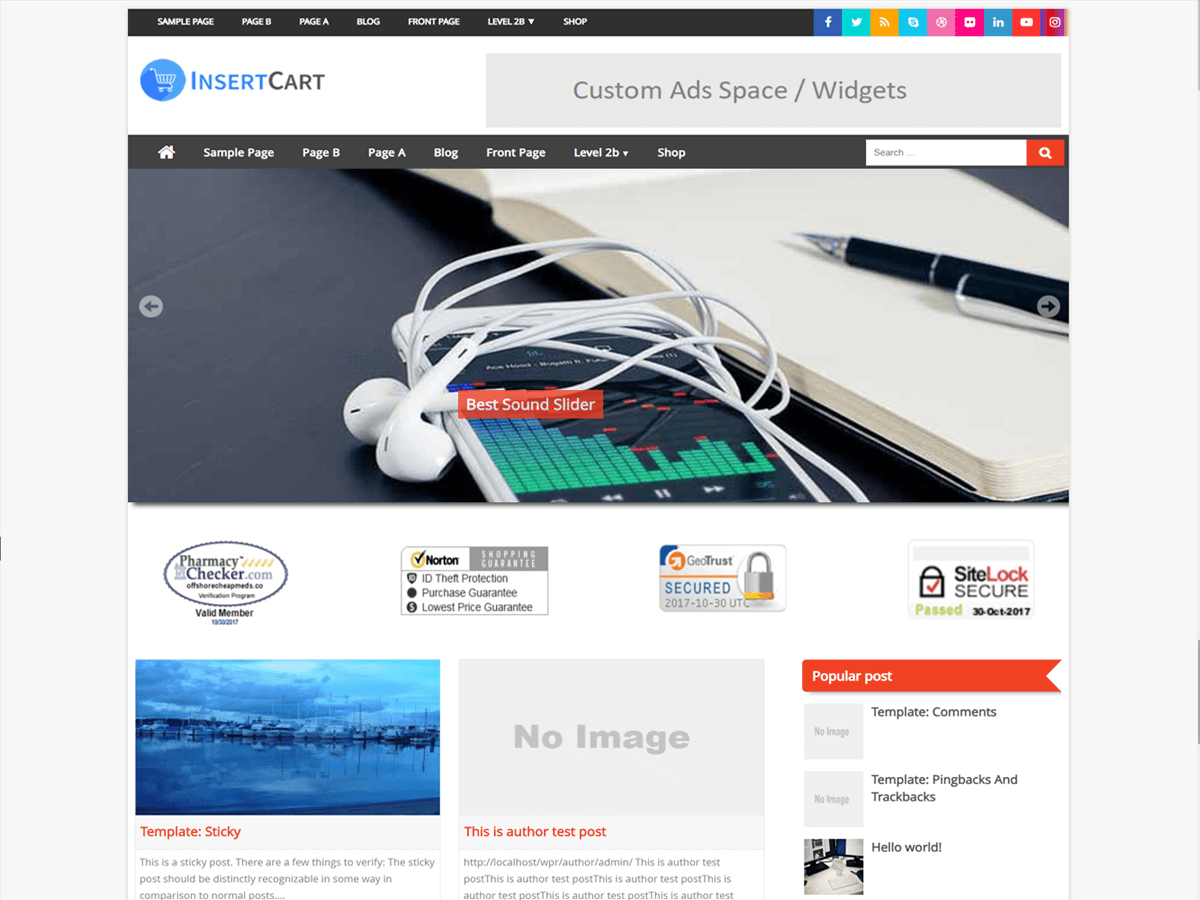 SAMPLE PAGE PAGE B PAGE A BLOG FRONT PAGE LEVEL 2B ▼ SHOP
INSERTCART
Custom Ads Space / Widgets
Sample Page Page B Page A Blog Front Page Level 2b ▾ Shop
Search …
Ace Hood - Bugatti ft. Futu (1)
Best Sound Slider
Pharmacy
Checker.com
offshorecheapmeds.co
Verification Program
Valid Member
10/30/2017
Norton
SHOPPING
GUARANTEE
ID Theft Protection
Purchase Guarantee
Lowest Price Guarantee
GeoTrust
SECURED
2017-10-30 UTC
SiteLock
SECURE
Passed 30-Oct-2017
Template: Sticky
This is a sticky post. There are a few things to verify: The sticky
post should be distinctly recognizable in some way in
comparison to normal posts....
No Image
This is author test post
http://localhost/wpr/author/admin/ This is author test
postThis is author test postThis is author test postThis is
author test postThis is author test postThis is author test
Popular post
No Image
Template: Comments
No Image
Template: Pingbacks And
Trackbacks
Hello world!